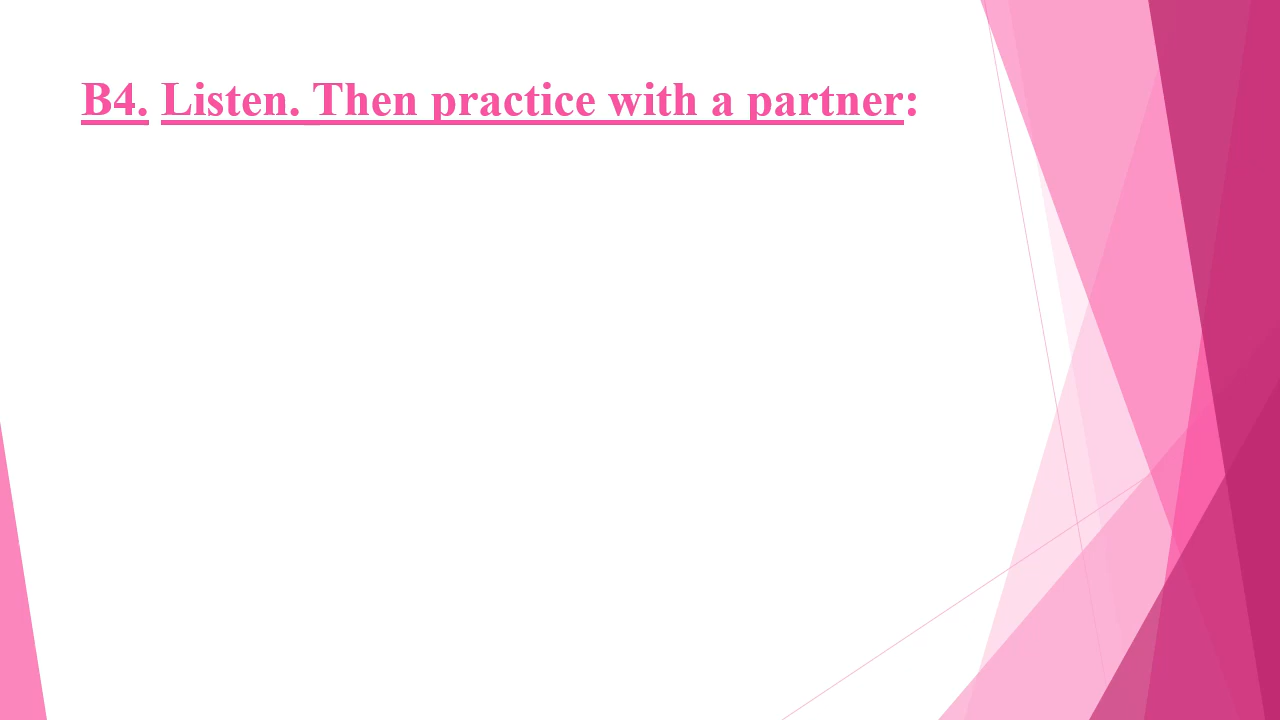 B4. Listen. Then practice with a partner: